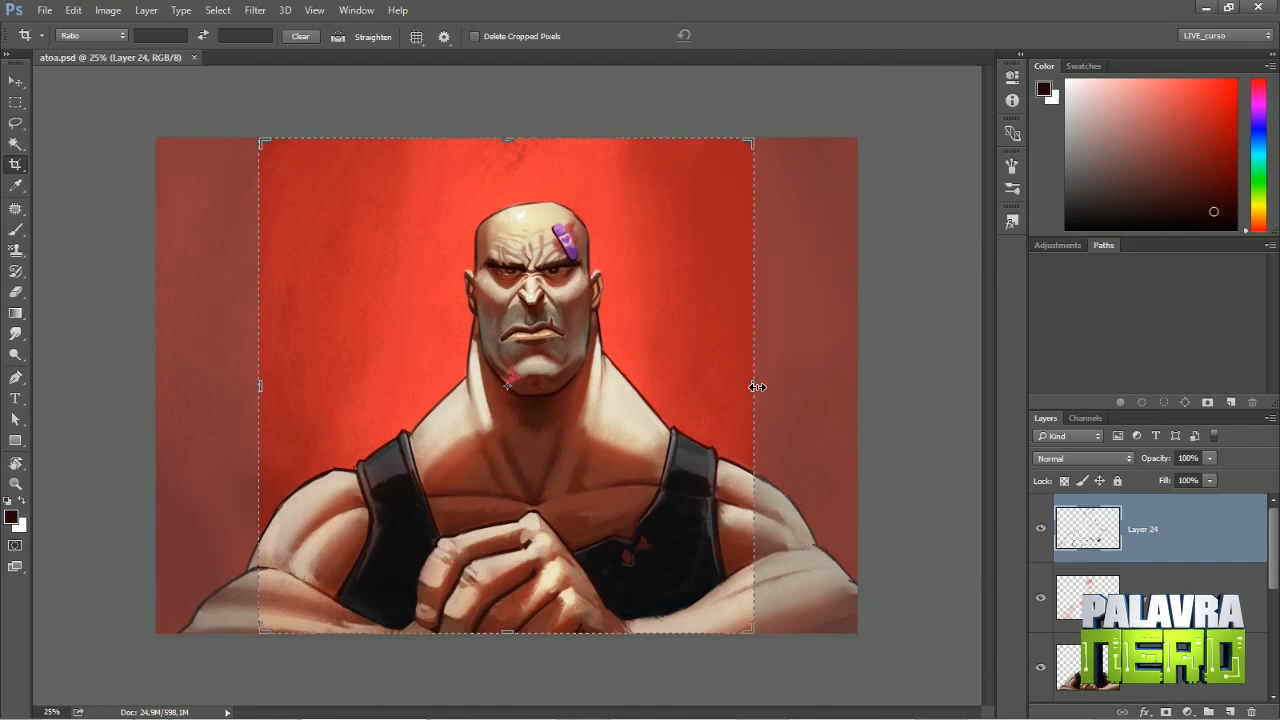 Ps File Edit Image Layer Type Select Filter 3D View Window Help
Ratio Clear Straighten Delete Cropped Pixels LIVE_curso
atoa.psd @ 25% (Layer 24, RGB/8) ×
Color Swatches
Adjustments Paths
Layers Channels
Kind
Normal Opacity: 100%
Lock: Fill: 100%
Layer 24
PALAVRA
NERD
25% Doc: 24,9M/598,1M